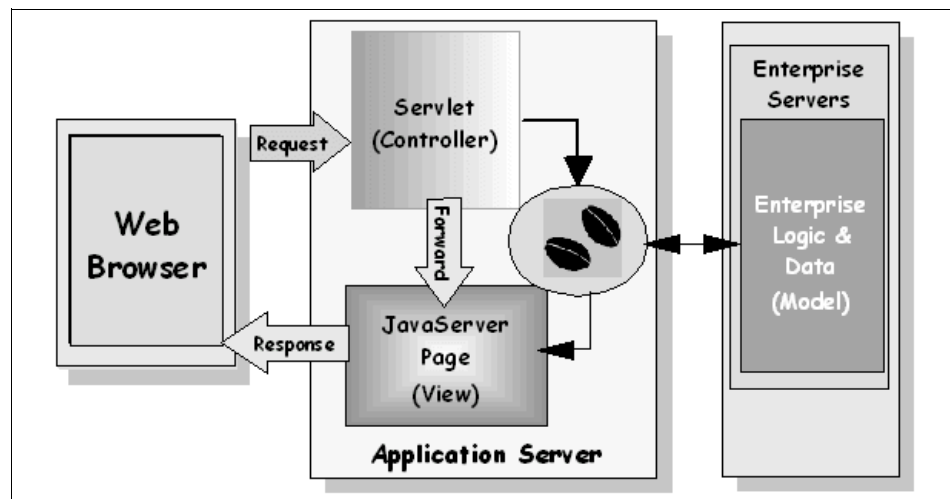 Web
Browser
Request
Servlet
(Controller)
Forward
JavaServer
Page
(View)
Response
Application Server
Enterprise
Servers
Enterprise
Logic &
Data
(Model)